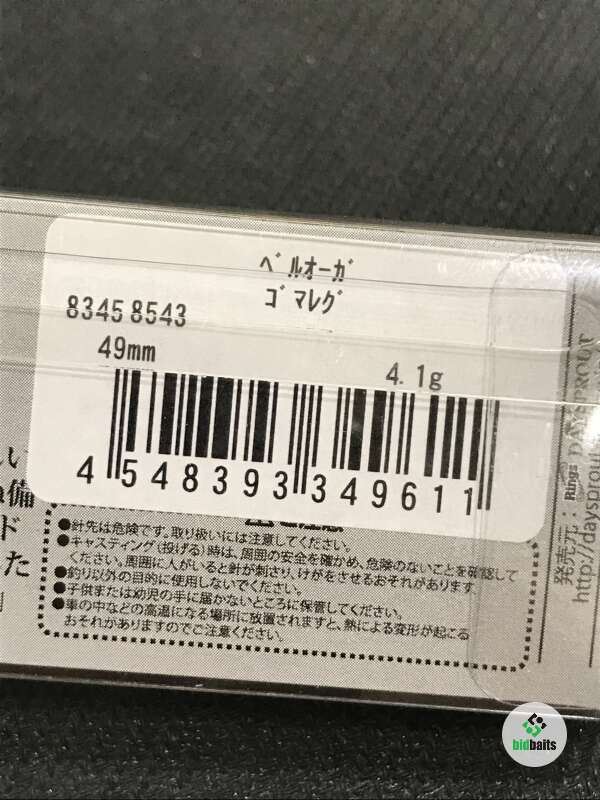 ベルオーガ
ゴマレグ
8345 8543
49mm
4.1g
4 548393 349611
●針先は危険です。取り扱いには注意してください。
●キャスティング(投げる)時は、周囲の安全を確かめ、危険のないことを確認して
ください。周囲に人がいると針が刺さり、けがをさせるおそれがあります。
●釣り以外の目的に使用しないでください。
●子供または幼児の手に届かないところに保管してください。
●車の中などの高温になる場所に放置されますと、熱による変形が起こる
おそれがありますのでご注意ください。
い
備
ド
た
発売元：Rings DAYSPROUT
http://daysprout
bidbaits